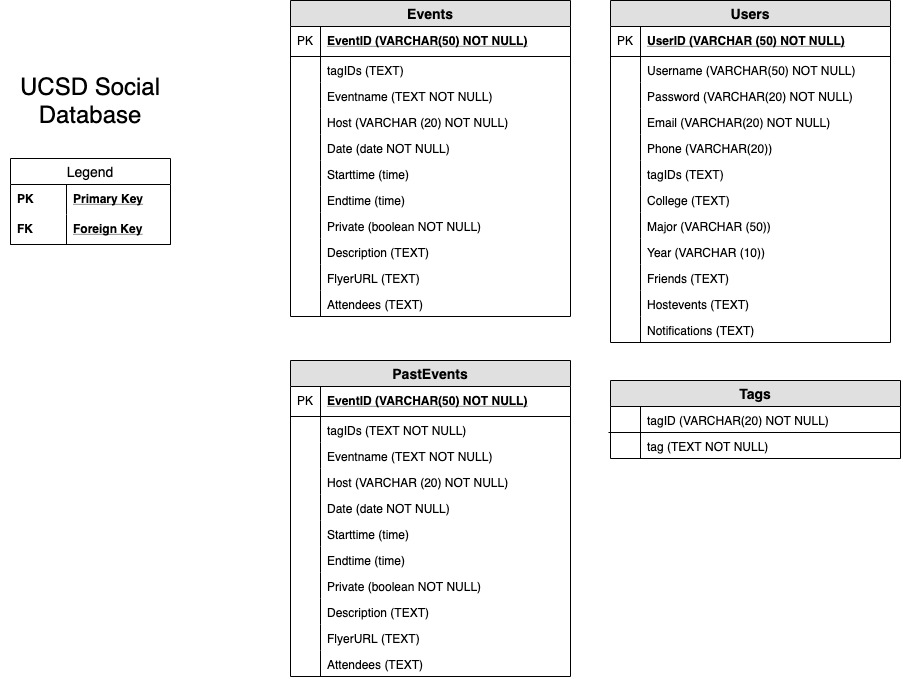 UCSD Social
Database
Legend
PK Primary Key
FK Foreign Key
Events
PK EventID (VARCHAR(50) NOT NULL)
tagIDs (TEXT)
Eventname (TEXT NOT NULL)
Host (VARCHAR (20) NOT NULL)
Date (date NOT NULL)
Starttime (time)
Endtime (time)
Private (boolean NOT NULL)
Description (TEXT)
FlyerURL (TEXT)
Attendees (TEXT)
Users
PK UserID (VARCHAR (50) NOT NULL)
Username (VARCHAR(50) NOT NULL)
Password (VARCHAR(20) NOT NULL)
Email (VARCHAR(20) NOT NULL)
Phone (VARCHAR(20))
tagIDs (TEXT)
College (TEXT)
Major (VARCHAR (50))
Year (VARCHAR (10))
Friends (TEXT)
Hostevents (TEXT)
Notifications (TEXT)
PastEvents
PK EventID (VARCHAR(50) NOT NULL)
tagIDs (TEXT NOT NULL)
Eventname (TEXT NOT NULL)
Host (VARCHAR (20) NOT NULL)
Date (date NOT NULL)
Starttime (time)
Endtime (time)
Private (boolean NOT NULL)
Description (TEXT)
FlyerURL (TEXT)
Attendees (TEXT)
Tags
tagID (VARCHAR(20) NOT NULL)
tag (TEXT NOT NULL)